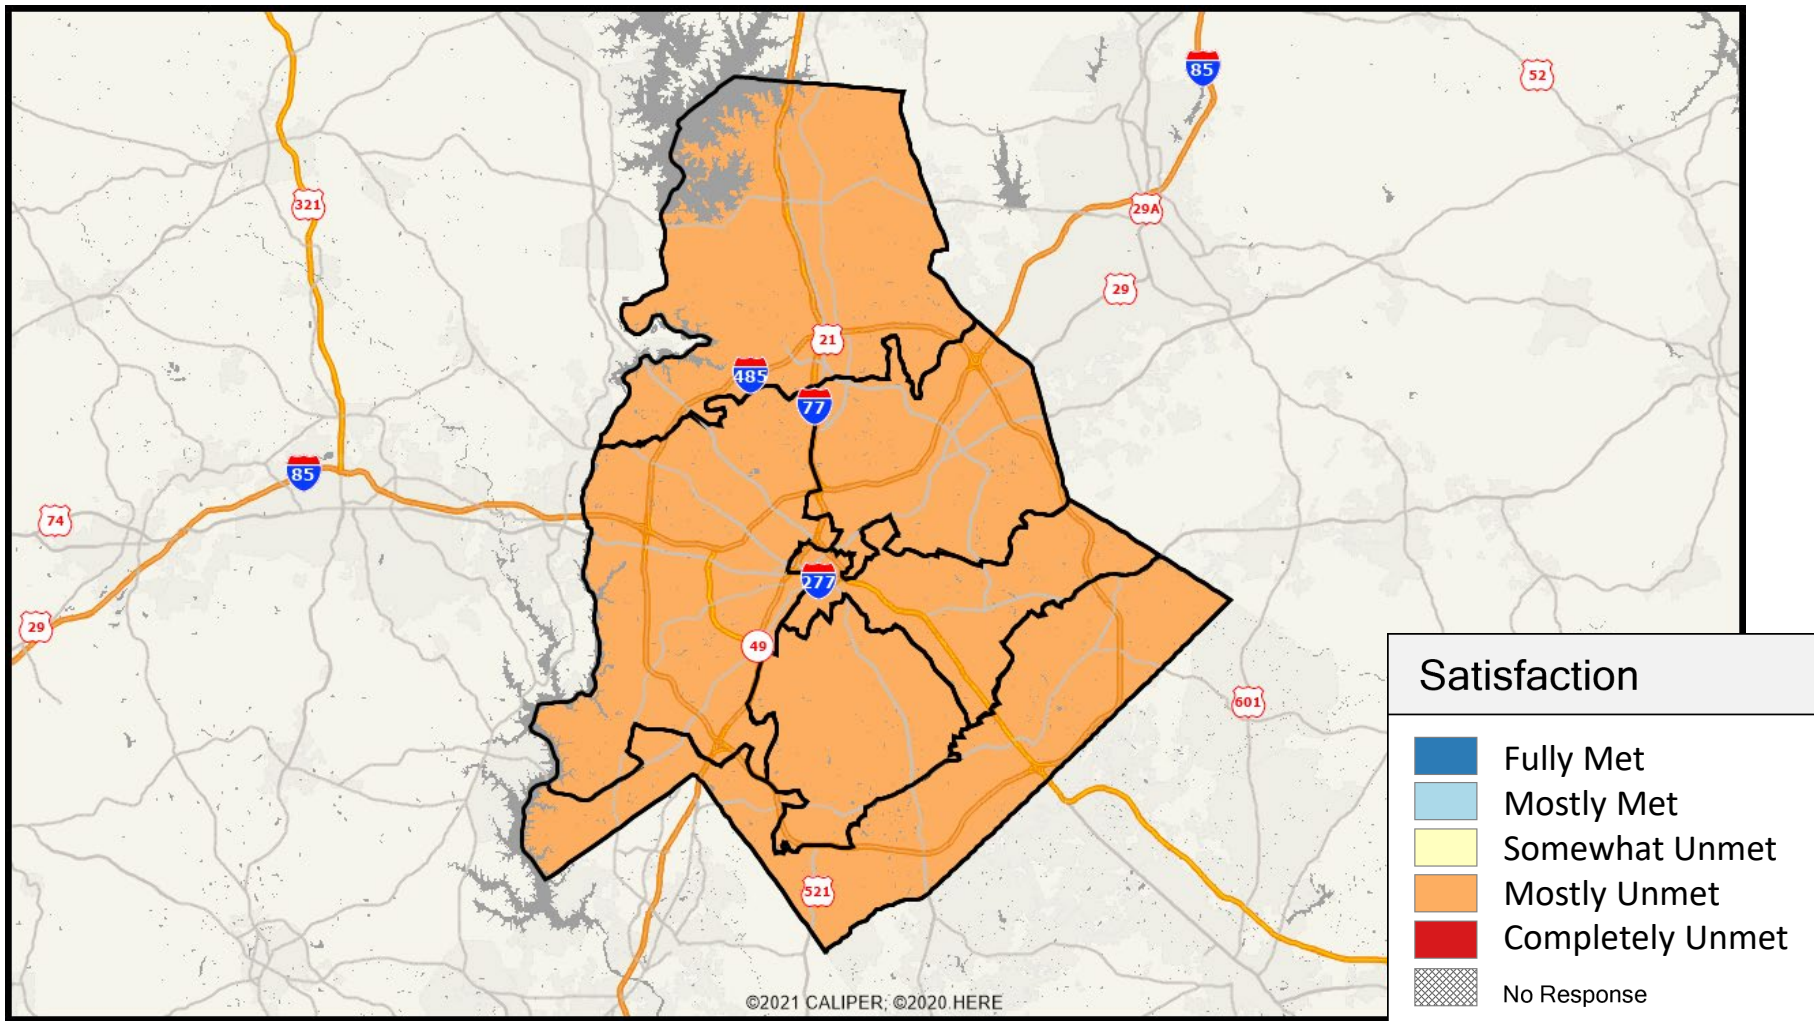 85
52
321
29A
29
21
485
77
85
74
277
29
49
601
521
©2021 CALIPER; ©2020 HERE
Satisfaction
Fully Met
Mostly Met
Somewhat Unmet
Mostly Unmet
Completely Unmet
No Response